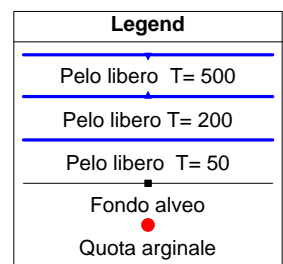 Legend
Pelo libero T= 500
Pelo libero T= 200
Pelo libero T= 50
Fondo alveo
Quota arginale